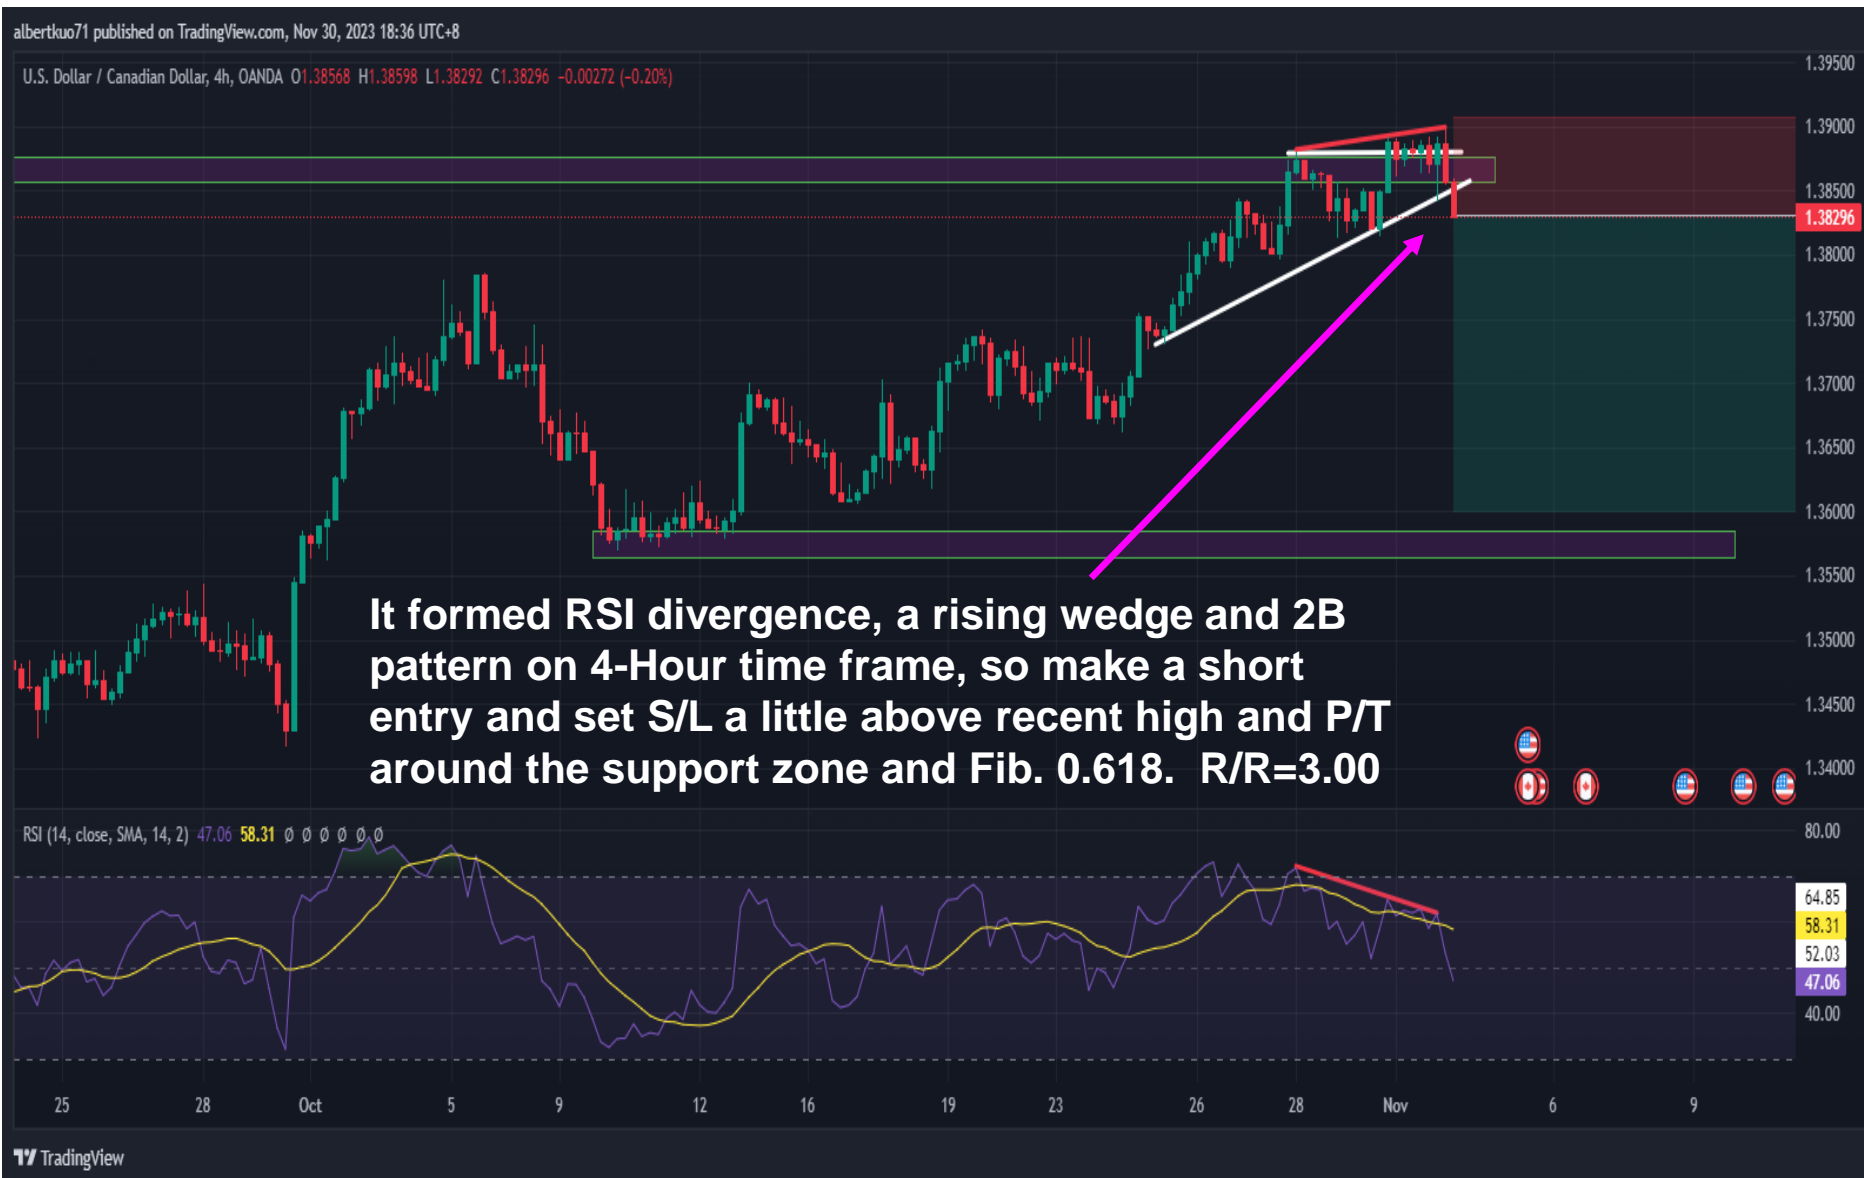 albertkuo71 published on TradingView.com, Nov 30, 2023 18:36 UTC+8
U.S. Dollar / Canadian Dollar, 4h, OANDA O1.38568 H1.38598 L1.38292 C1.38296 −0.00272 (−0.20%)
1.39500
1.39000
1.38500
1.38296
1.38000
1.37500
1.37000
1.36500
1.36000
1.35500
1.35000
1.34500
1.34000
It formed RSI divergence, a rising wedge and 2B
pattern on 4-Hour time frame, so make a short
entry and set S/L a little above recent high and P/T
around the support zone and Fib. 0.618. R/R=3.00
RSI (14, close, SMA, 14, 2) 47.06 58.31 Ø Ø Ø Ø Ø Ø
80.00
64.85
58.31
52.03
47.06
40.00
25 28 Oct 5 9 12 16 19 23 26 28 Nov 6 9
TradingView